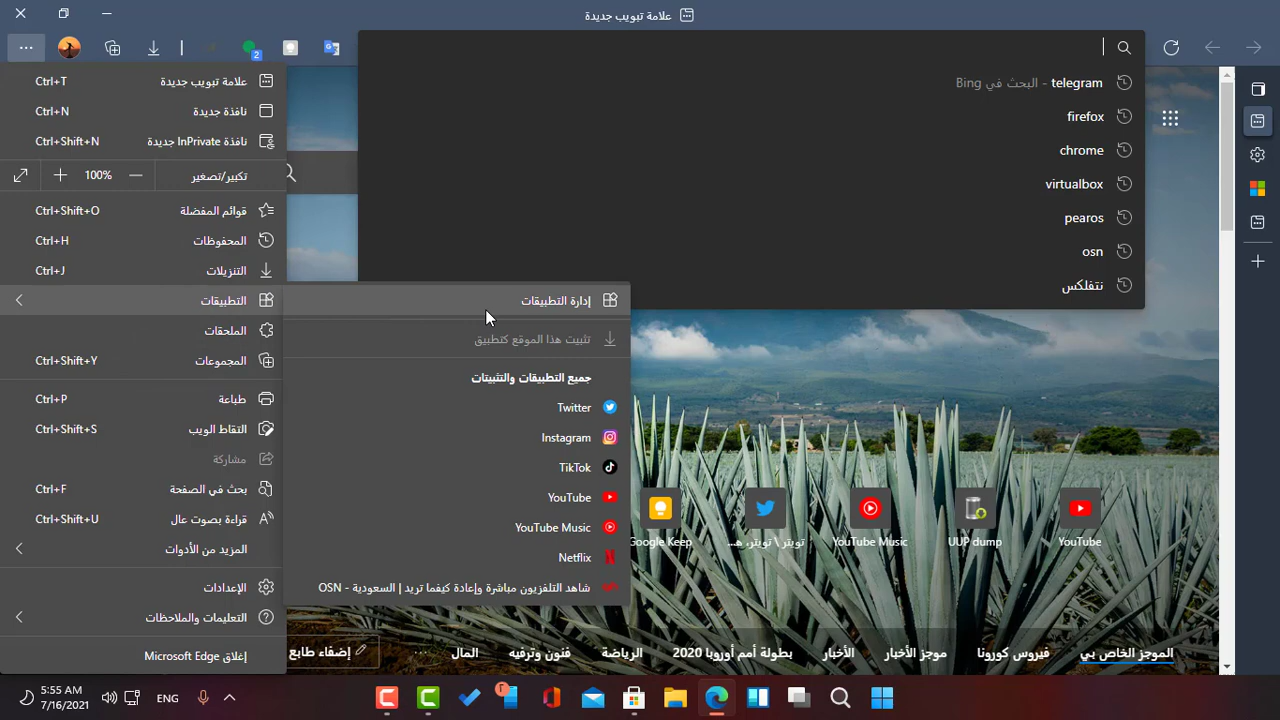 علامة تبويب جديدة
2
telegram - البحث في Bing
firefox
chrome
virtualbox
pearos
osn
نتفلكس
علامة تبويب جديدة Ctrl+T
نافذة جديدة Ctrl+N
نافذة InPrivate جديدة Ctrl+Shift+N
تكبير/تصغير 100%
قوائم المفضلة Ctrl+Shift+O
المحفوظات Ctrl+H
التنزيلات Ctrl+J
التطبيقات
الملحقات
المجموعات Ctrl+Shift+Y
طباعة Ctrl+P
التقاط الويب Ctrl+Shift+S
مشاركة
بحث في الصفحة Ctrl+F
قراءة بصوت عال Ctrl+Shift+U
المزيد من الأدوات
الإعدادات
التعليمات والملاحظات
إغلاق Microsoft Edge
إدارة التطبيقات
تثبيت هذا الموقع كتطبيق
جميع التطبيقات والتثبيتات
Twitter
Instagram
TikTok
YouTube
YouTube Music
Netflix
شاهد التلفزيون مباشرة وإعادة كيفما تريد | السعودية - OSN
YouTube
UUP dump
YouTube Music
تويتر \ تويتر، هـ...
Google Keep
الموجز الخاص بي
فيروس كورونا
موجز الأخبار
الأخبار
بطولة أمم أوروبا 2020
الرياضة
فنون وترفيه
المال
...
إضفاء طابع
5:55 AM
7/16/2021
ENG